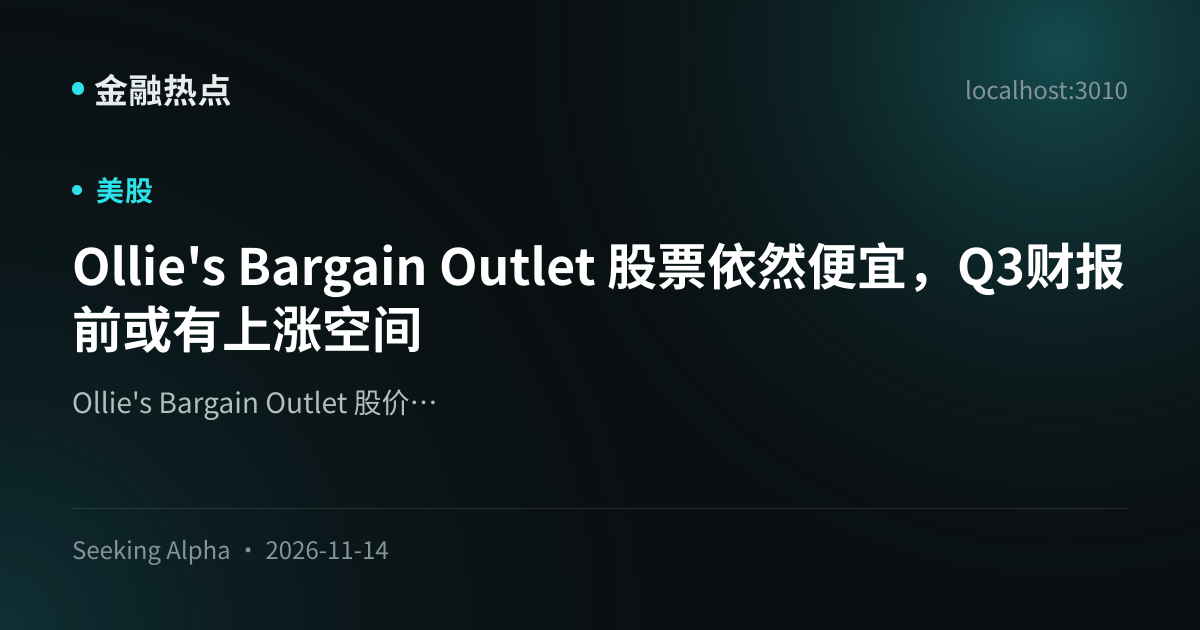 金融热点
localhost:3010
美股
Ollie's Bargain Outlet 股票依然便宜，Q3财报
前或有上涨空间
Ollie's Bargain Outlet 股价…
Seeking Alpha · 2026-11-14